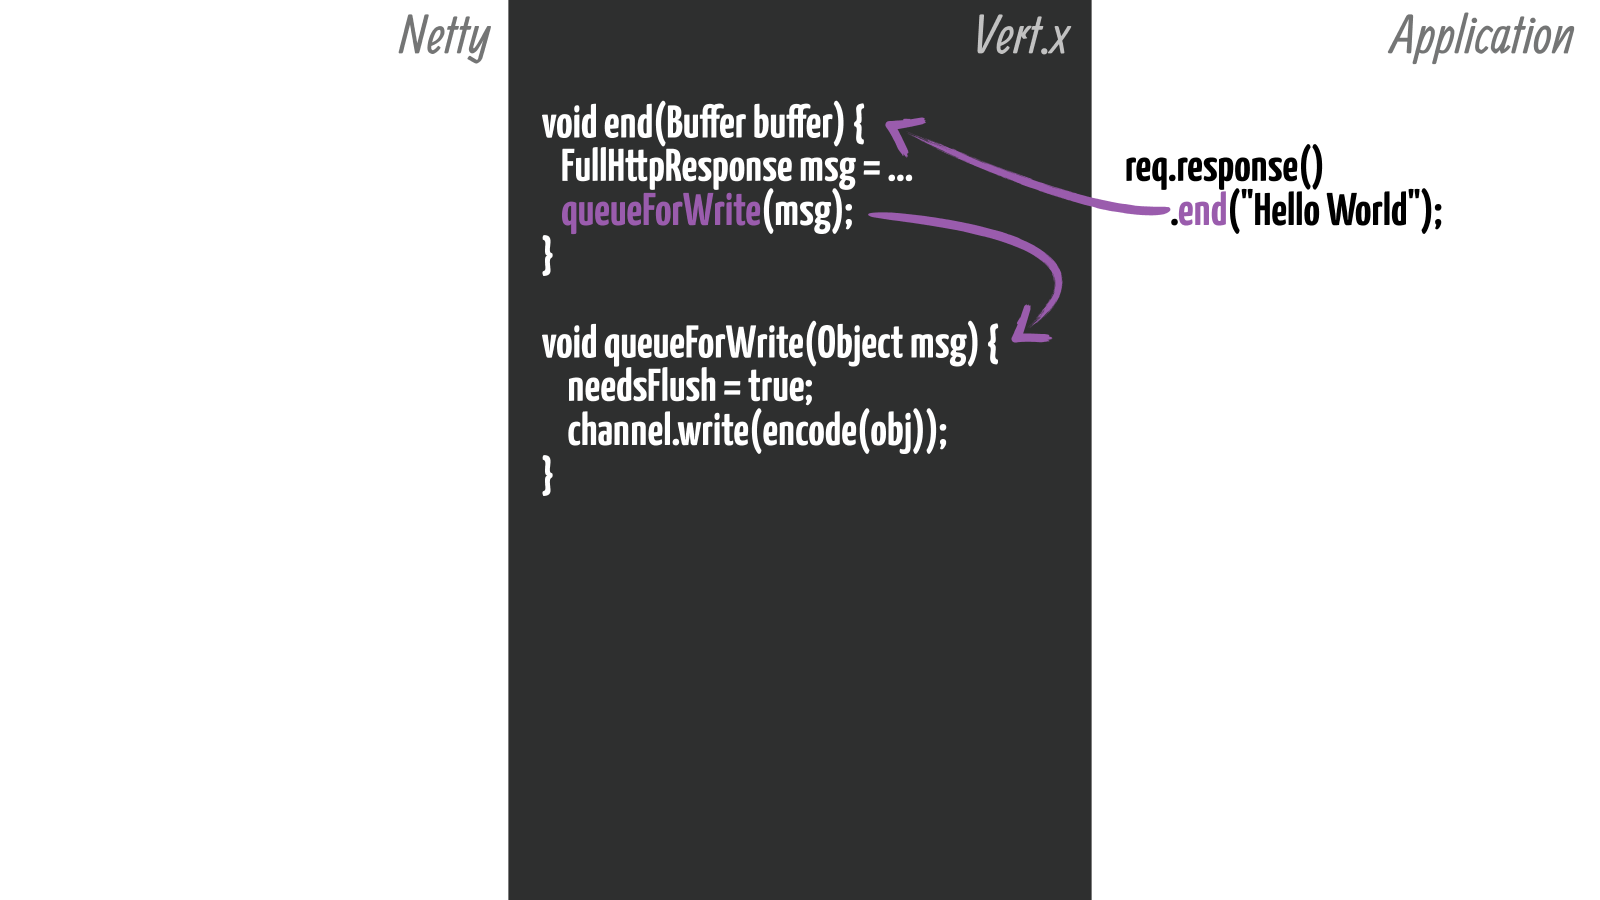 Netty
Vert.x
Application
void end(Buffer buffer) {
FullHttpResponse msg = ...
queueForWrite(msg);
}
req.response()
.end("Hello World");
void queueForWrite(Object msg) {
needsFlush = true;
channel.write(encode(obj));
}